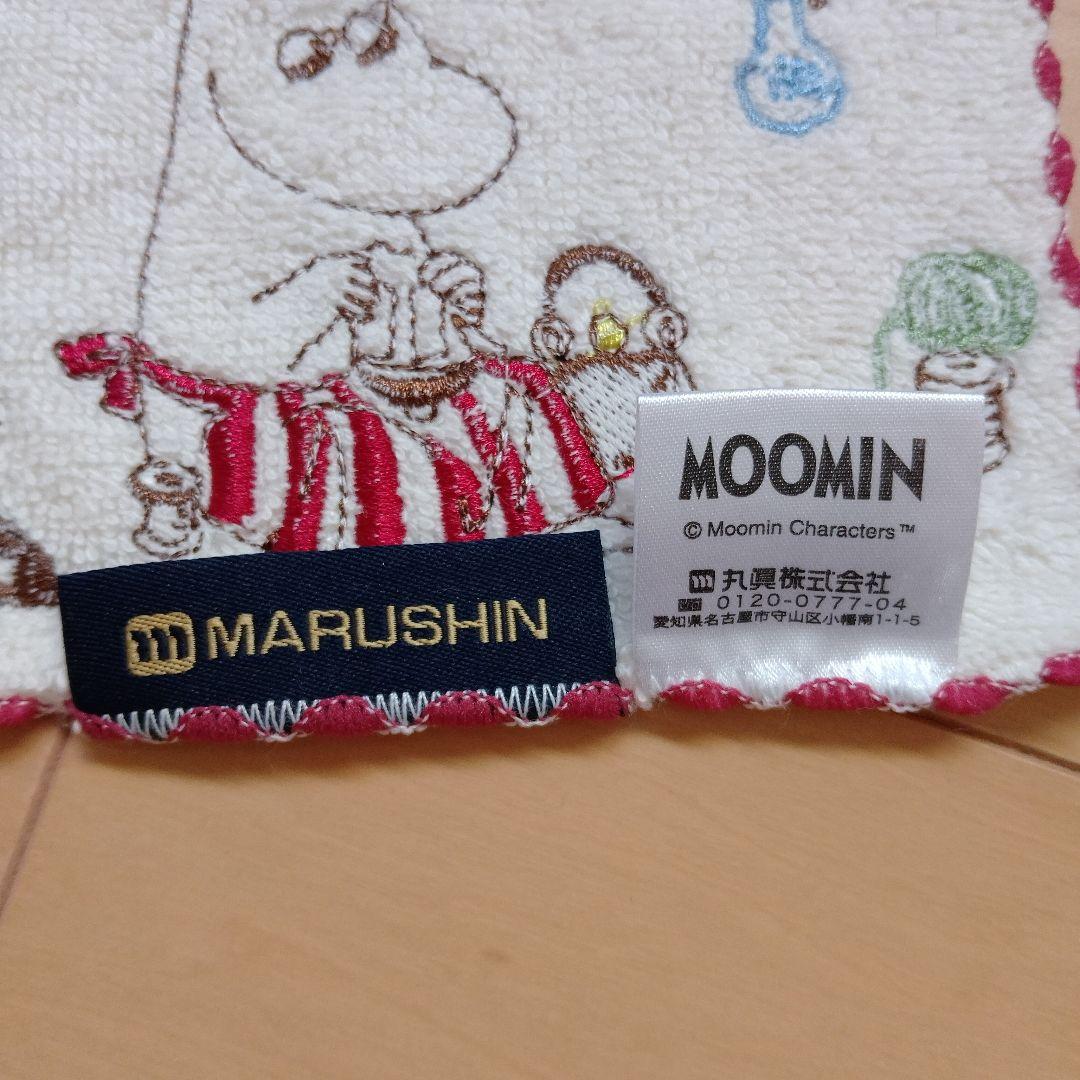 MARUSHIN
MOOMIN
© Moomin Characters™
丸眞株式会社
0120-0777-04
愛知県名古屋市守山区小幡南1-1-5